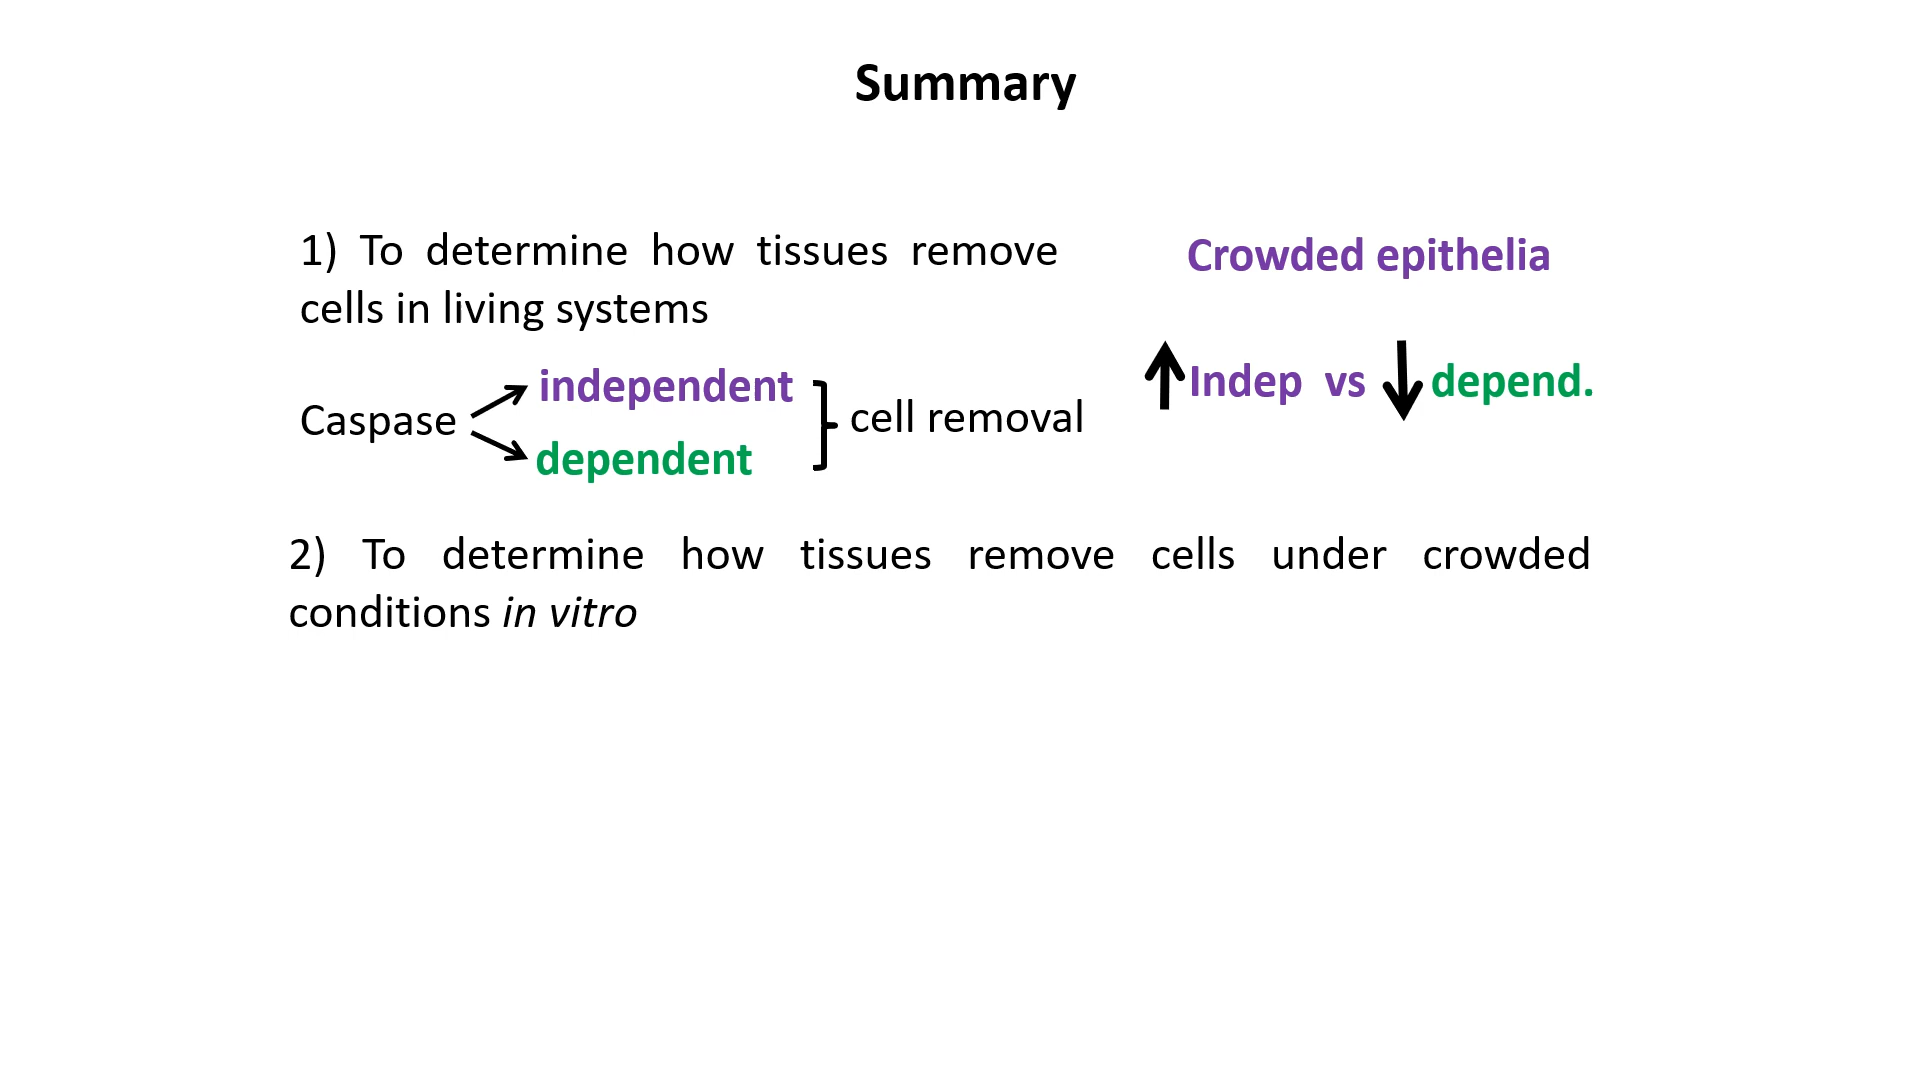 Summary
1) To determine how tissues remove
cells in living systems
Crowded epithelia
Caspase
independent
dependent
cell removal
Indep vs depend.
2) To determine how tissues remove cells under crowded
conditions in vitro